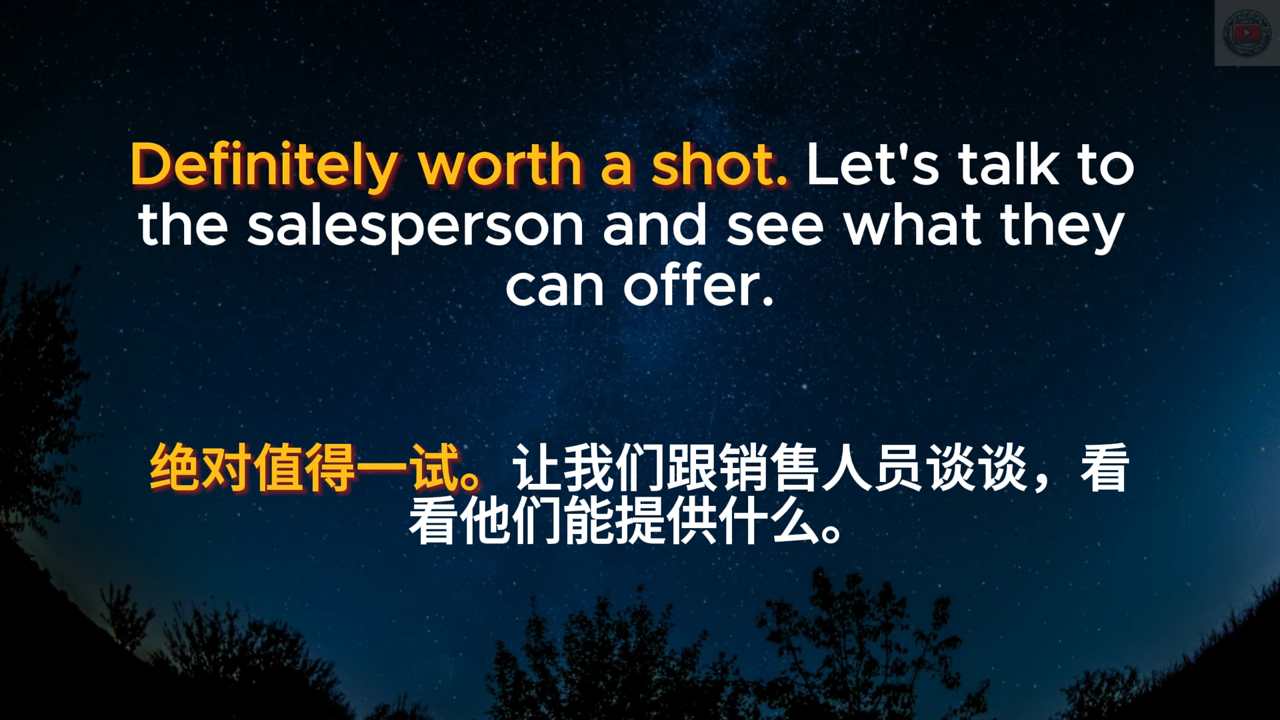 Definitely worth a shot. Let's talk to
the salesperson and see what they
can offer.
绝对值得一试。 让我们跟销售人员谈谈，看
看他们能提供什么。